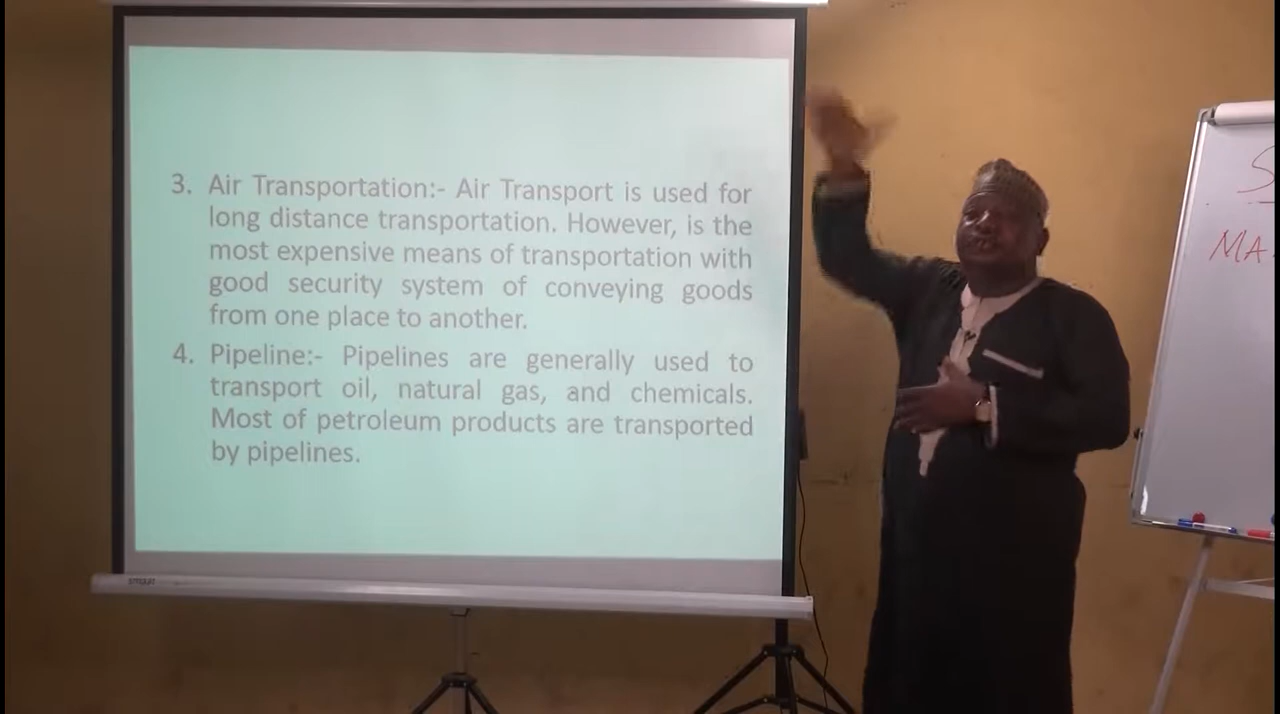 3. Air Transportation:- Air Transport is used for
long distance transportation. However, is the
most expensive means of transportation with
good security system of conveying goods
from one place to another.
4. Pipeline:- Pipelines are generally used to
transport oil, natural gas, and chemicals.
Most of petroleum products are transported
by pipelines.
S
MA